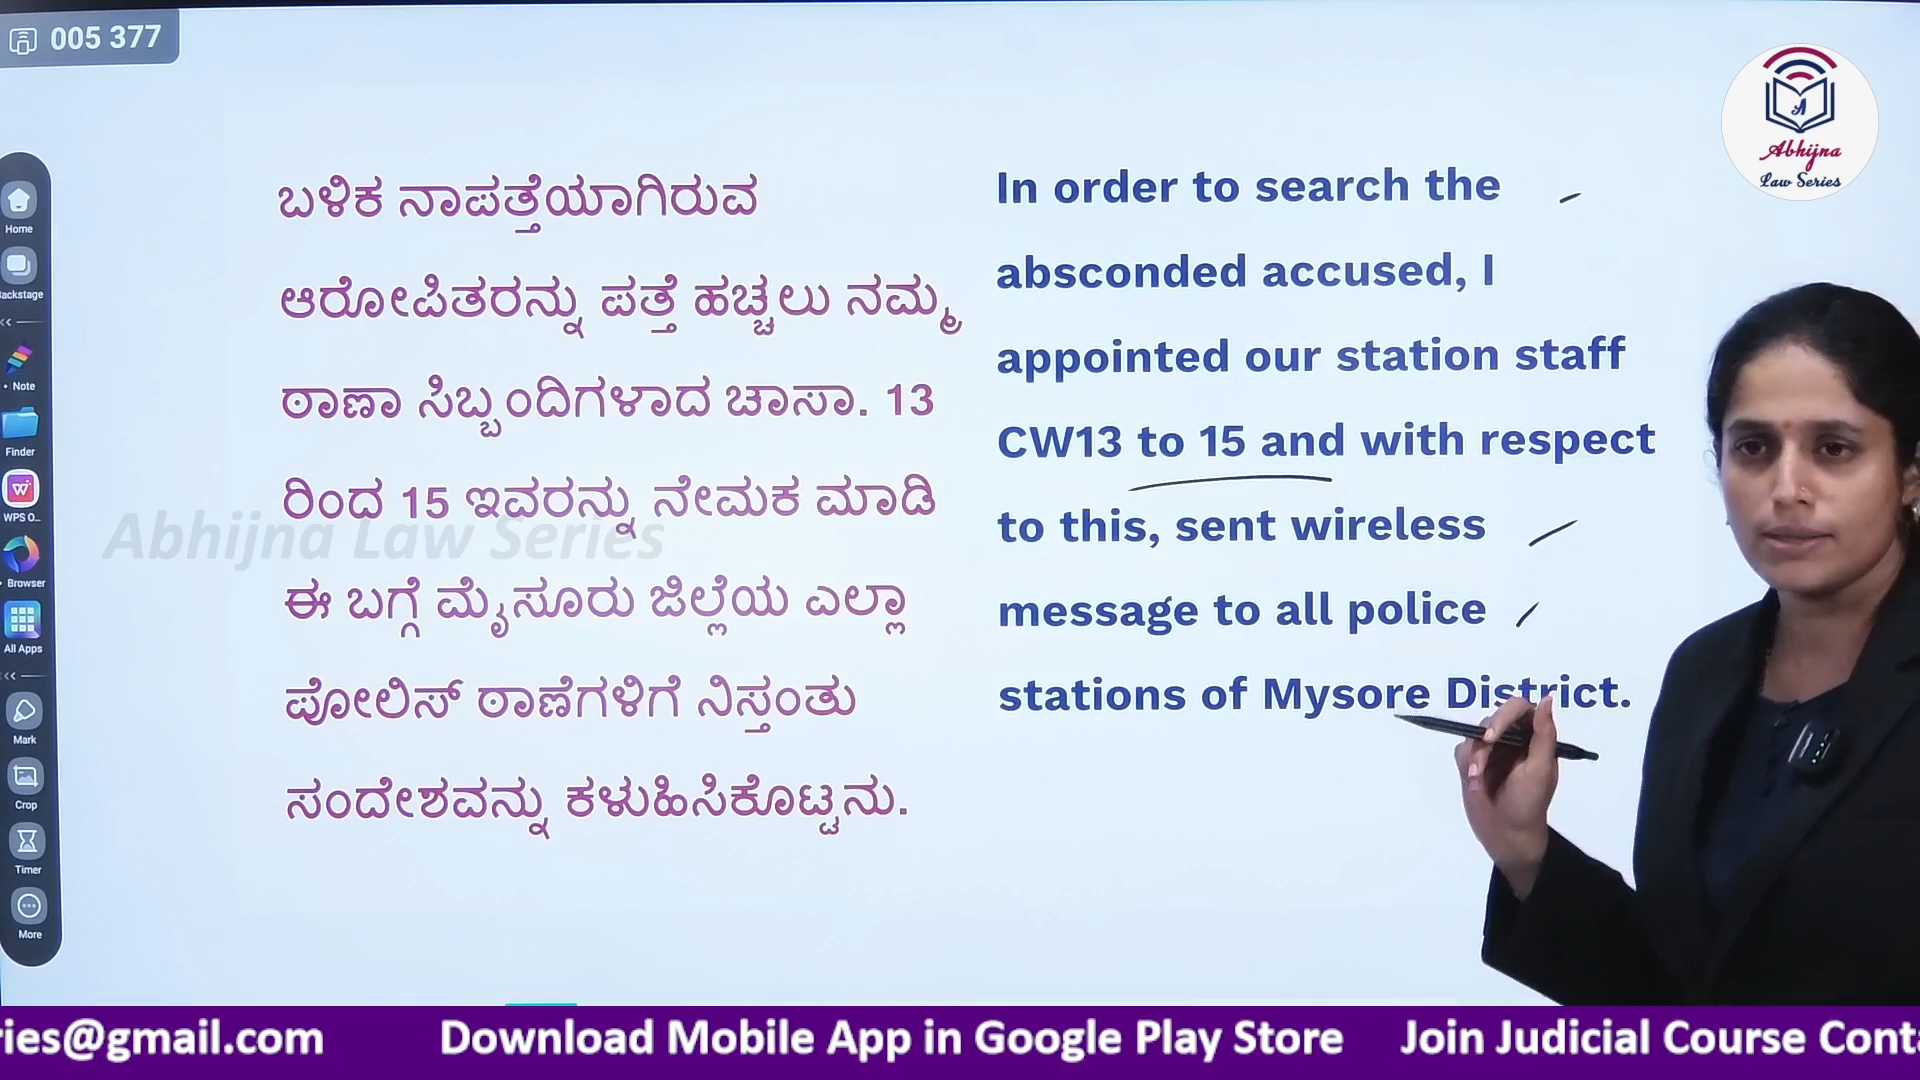 005 377
Home
Backstage
Note
Finder
WPS O...
Browser
All Apps
Mark
Crop
Timer
More
ಬಳಿಕ ನಾಪತ್ತೆಯಾಗಿರುವ
ಆರೋಪಿತರನ್ನು ಪತ್ತೆ ಹಚ್ಚಲು ನಮ್ಮ
ಠಾಣಾ ಸಿಬ್ಬಂದಿಗಳಾದ ಚಾಸಾ. 13
ರಿಂದ 15 ಇವರನ್ನು ನೇಮಕ ಮಾಡಿ
ಈ ಬಗ್ಗೆ ಮೈಸೂರು ಜಿಲ್ಲೆಯ ಎಲ್ಲಾ
ಪೋಲಿಸ್ ಠಾಣೆಗಳಿಗೆ ನಿಸ್ತಂತು
ಸಂದೇಶವನ್ನು ಕಳುಹಿಸಿಕೊಟ್ಟನು.
Abhijna Law Series
In order to search the
absconded accused, I
appointed our station staff
CW13 to 15 and with respect
to this, sent wireless
message to all police
stations of Mysore District.
A
Abhijna
Law Series
ries@gmail.com Download Mobile App in Google Play Store Join Judicial Course Conta